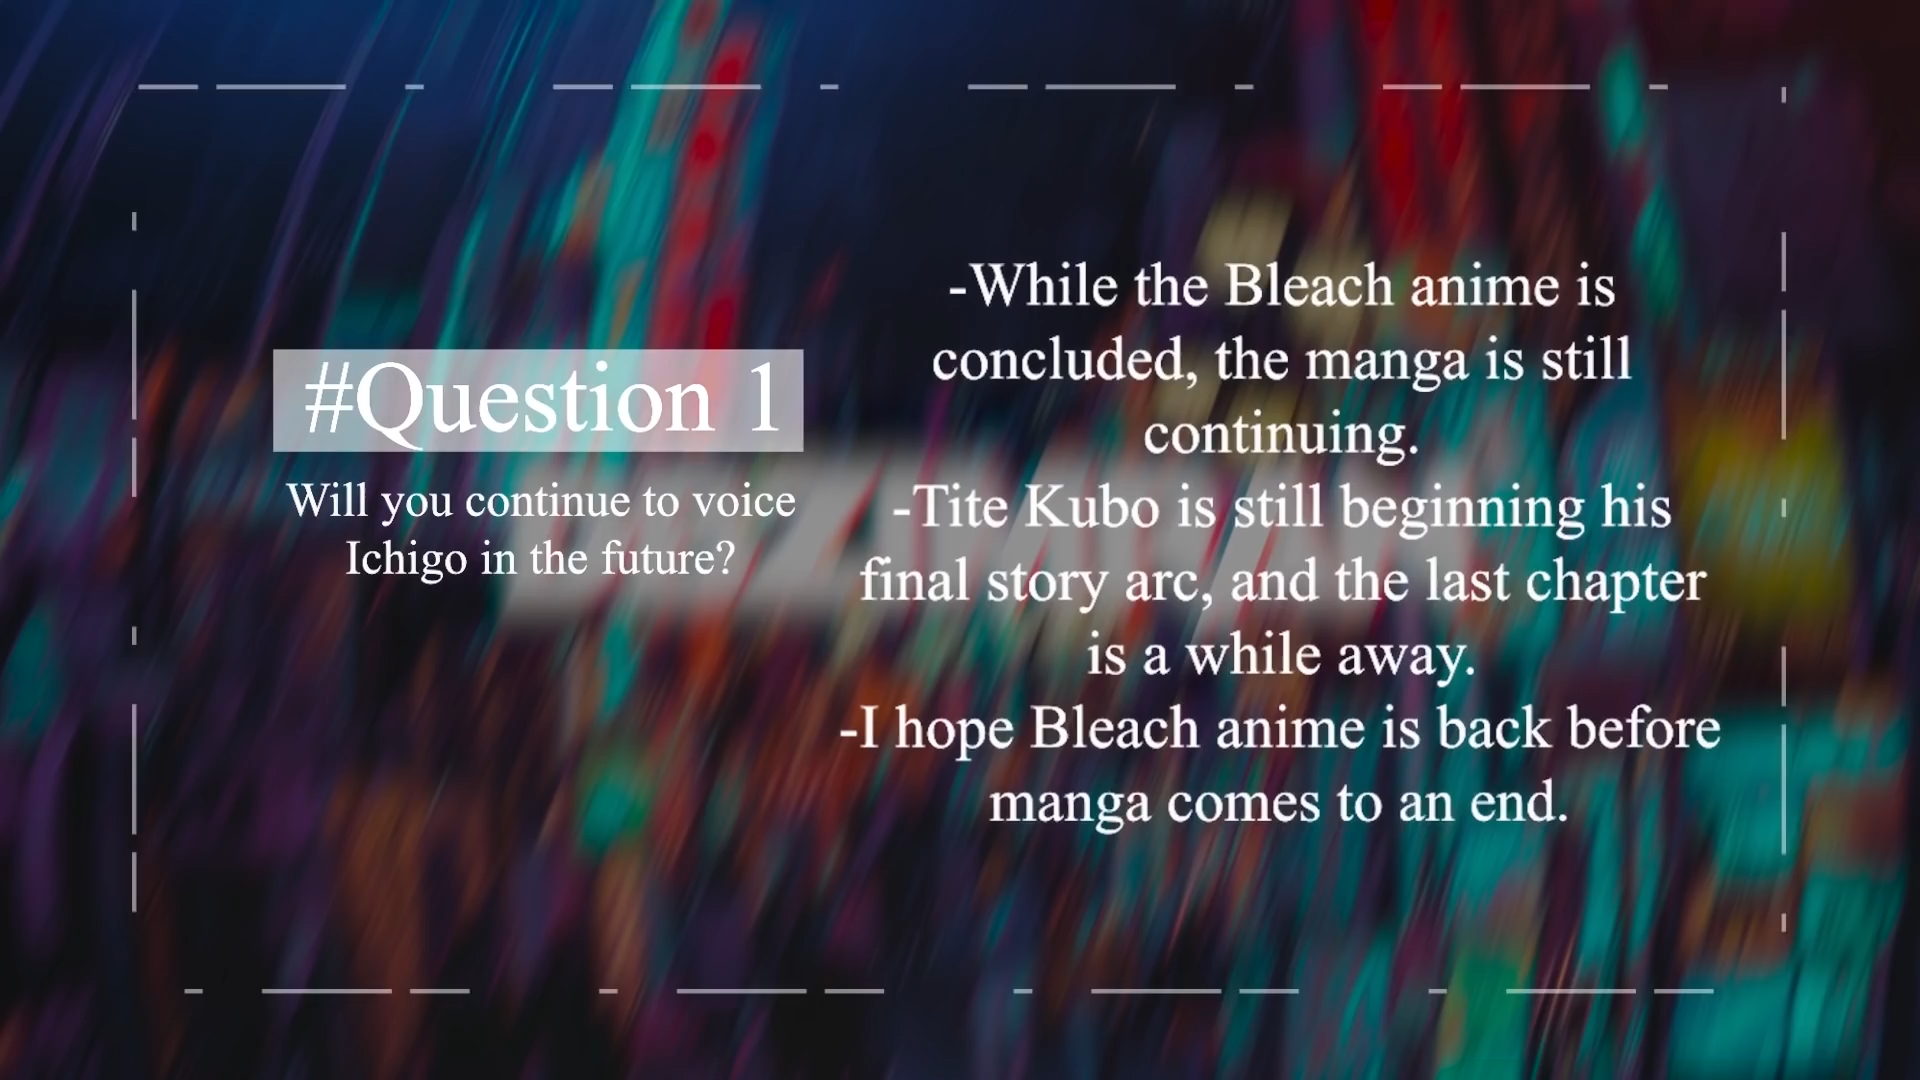 #Question 1
Will you continue to voice
Ichigo in the future?
-While the Bleach anime is
concluded, the manga is still
continuing.
-Tite Kubo is still beginning his
final story arc, and the last chapter
is a while away.
-I hope Bleach anime is back before
manga comes to an end.